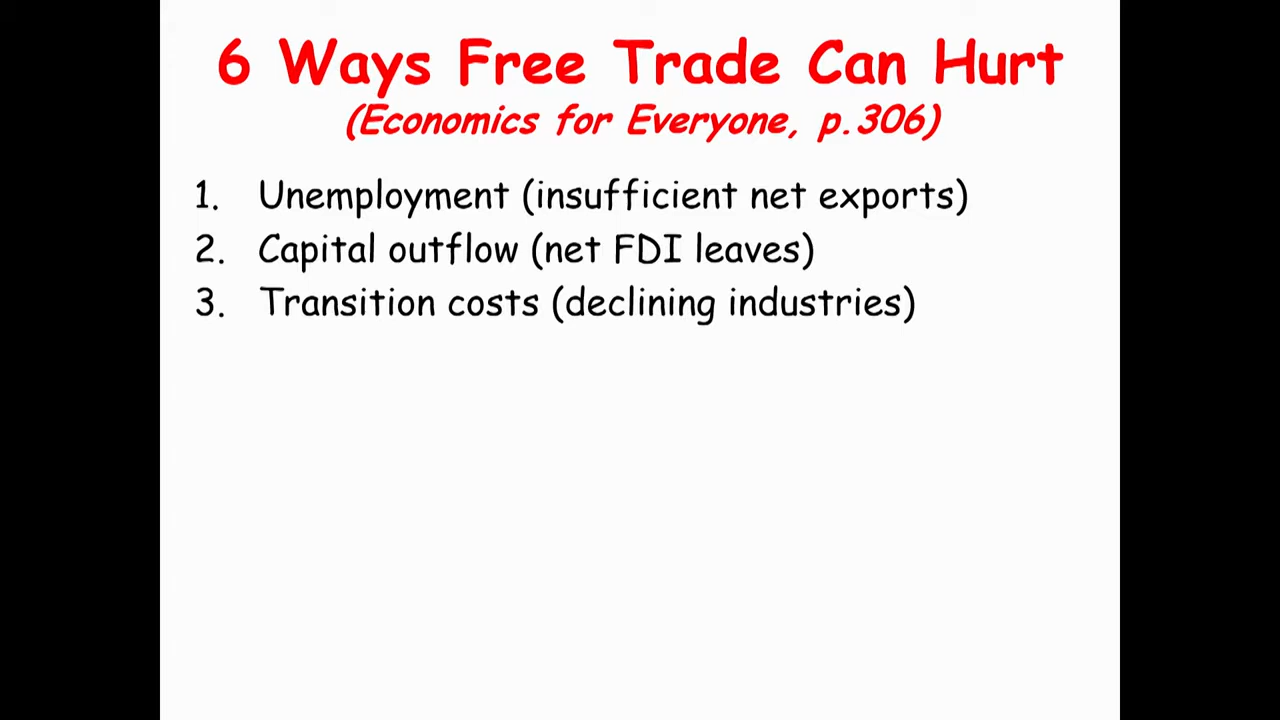 6 Ways Free Trade Can Hurt
(Economics for Everyone, p.306)
1. Unemployment (insufficient net exports)
2. Capital outflow (net FDI leaves)
3. Transition costs (declining industries)